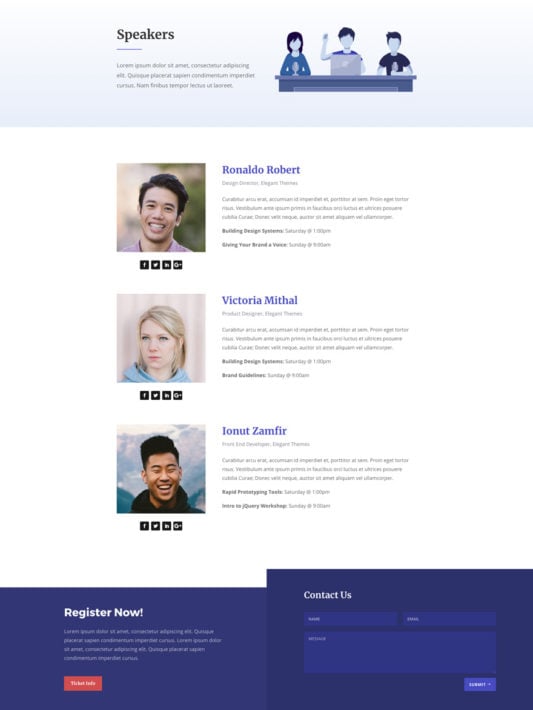 Speakers
Lorem ipsum dolor sit amet, consectetur adipiscing
elit. Quisque placerat sapien condimentum imperdiet
cursus. Nam finibus tempor lectus ut laoreet.
Ronaldo Robert
Design Director, Elegant Themes
Curabitur arcu erat, accumsan id imperdiet et, porttitor at sem. Proin eget tortor
risus. Vestibulum ante ipsum primis in faucibus orci luctus et ultrices posuere
cubilia Curae; Donec velit neque, auctor sit amet aliquam vel ullamcorper.
Building Design Systems: Saturday @ 1:00pm
Giving Your Brand a Voice: Sunday @ 9:00am
Victoria Mithal
Product Designer, Elegant Themes
Curabitur arcu erat, accumsan id imperdiet et, porttitor at sem. Proin eget tortor
risus. Vestibulum ante ipsum primis in faucibus orci luctus et ultrices posuere
cubilia Curae; Donec velit neque, auctor sit amet aliquam vel ullamcorper.
Building Design Systems: Saturday @ 1:00pm
Brand Guidelines: Sunday @ 9:00am
Ionut Zamfir
Front End Developer, Elegant Themes
Curabitur arcu erat, accumsan id imperdiet et, porttitor at sem. Proin eget tortor
risus. Vestibulum ante ipsum primis in faucibus orci luctus et ultrices posuere
cubilia Curae; Donec velit neque, auctor sit amet aliquam vel ullamcorper.
Rapid Prototyping Tools: Saturday @ 1:00pm
Intro to jQuery Workshop: Sunday @ 9:00am
Register Now!
Lorem ipsum dolor sit amet, consectetur adipiscing elit. Quisque
placerat sapien condimentum imperdiet cursus. Lorem ipsum dolor
sit amet, consectetur adipiscing elit. Quisque placerat sapien
condimentum imperdiet cursus.
Ticket Info
Contact Us
NAME
EMAIL
MESSAGE
SUBMIT